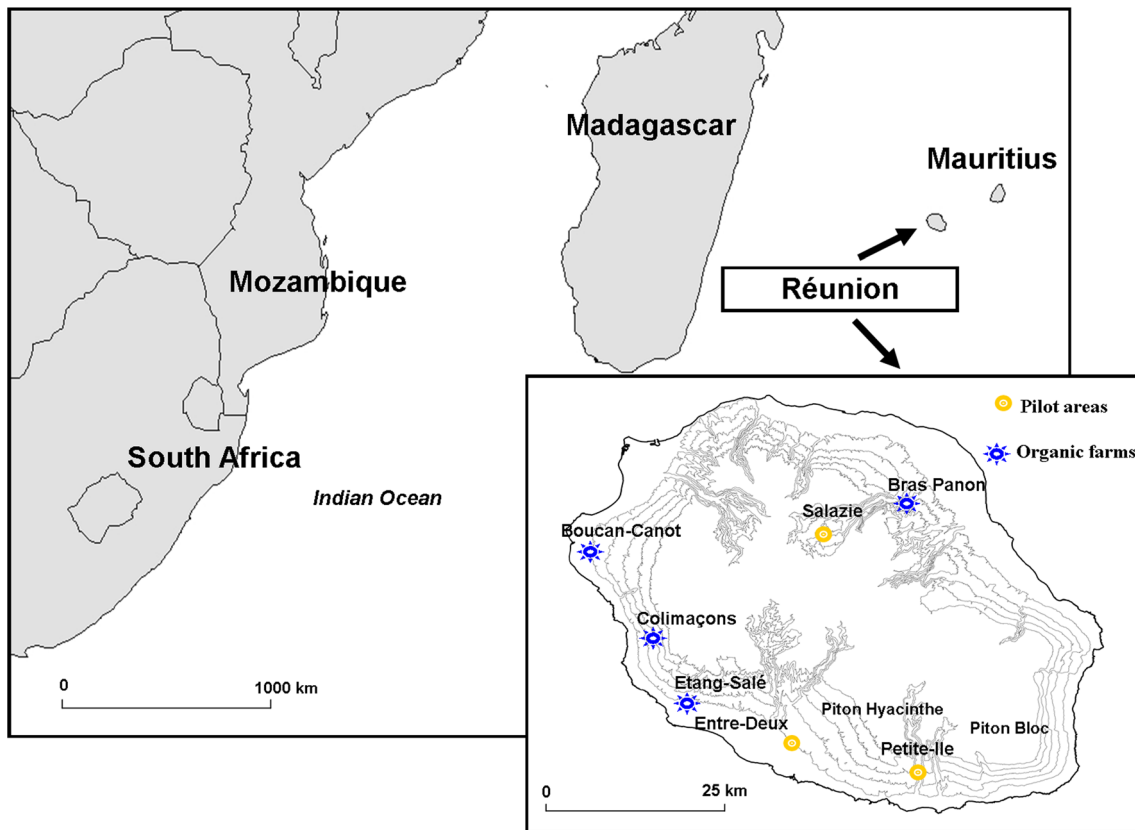 Madagascar
Mauritius
Mozambique
Réunion
South Africa
Indian Ocean
0 1000 km
Pilot areas
Organic farms
Bras Panon
Salazie
Boucan-Canot
Colimaçons
Etang-Salé
Entre-Deux
Piton Hyacinthe
Piton Bloc
Petite-Ile
0 25 km